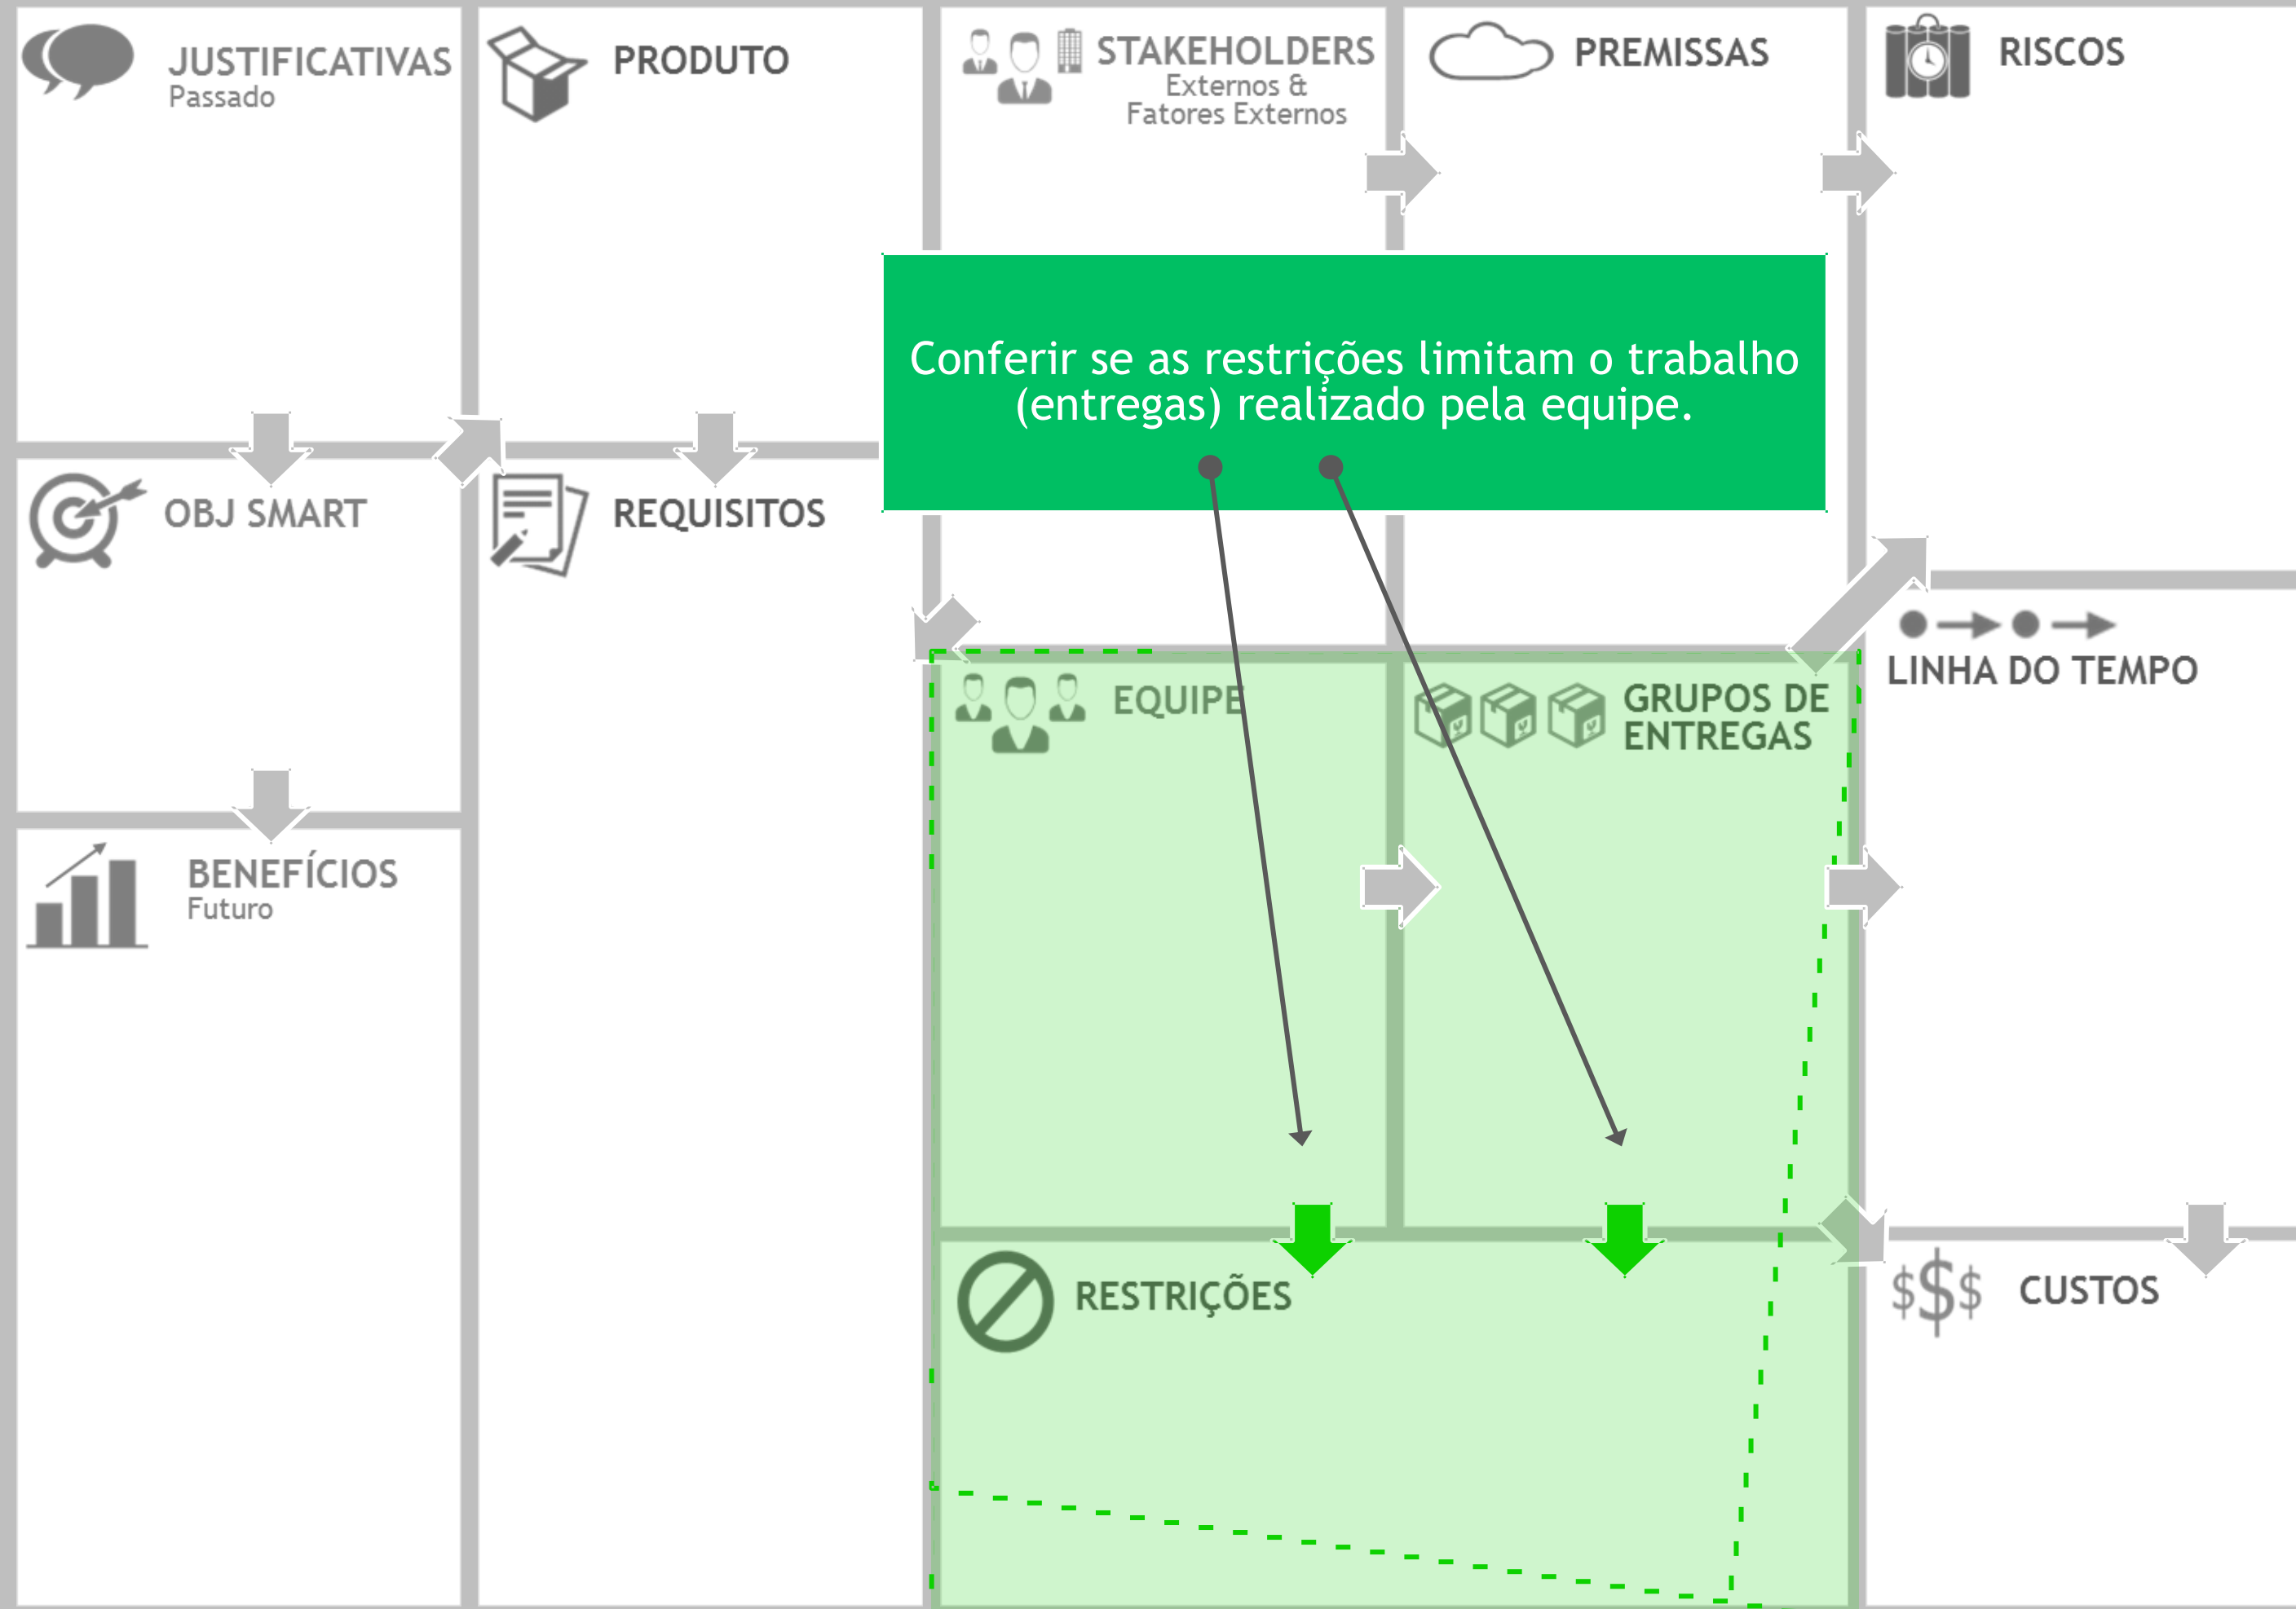 JUSTIFICATIVAS
Passado
PRODUTO
STAKEHOLDERS
Externos &
Fatores Externos
PREMISSAS
RISCOS
Conferir se as restrições limitam o trabalho
(entregas) realizado pela equipe.
OBJ SMART
REQUISITOS
LINHA DO TEMPO
EQUIPE
GRUPOS DE
ENTREGAS
BENEFÍCIOS
Futuro
RESTRIÇÕES
$$$
CUSTOS